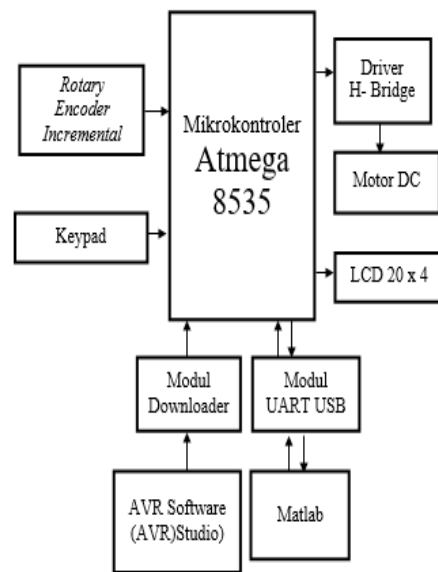 Rotary
Encoder
Incremental
Keypad
Mikrokontroler
Atmega
8535
Driver
H- Bridge
Motor DC
LCD 20 x 4
Modul
Downloader
Modul
UART USB
AVR Software
(AVR)Studio)
Matlab